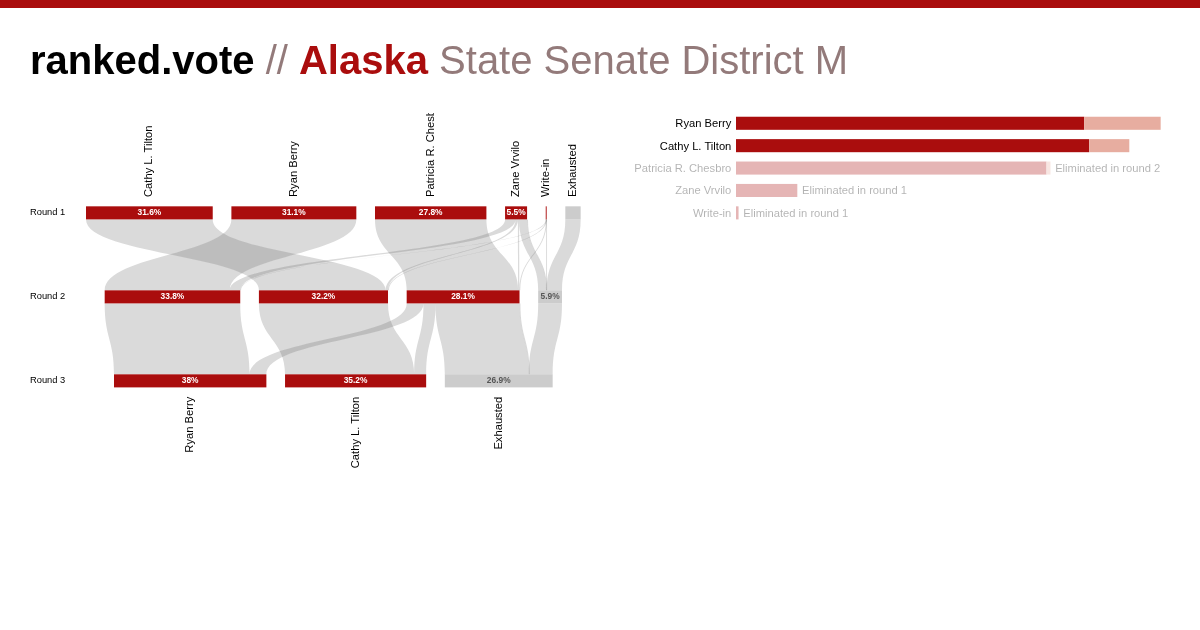 ranked.vote // Alaska State Senate District M
Cathy L. Tilton
Ryan Berry
Patricia R. Chest
Zane Vrvilo
Write-in
Exhausted
Round 1
31.6%
31.1%
27.8%
5.5%
Round 2
33.8%
32.2%
28.1%
5.9%
Round 3
38%
35.2%
26.9%
Ryan Berry
Cathy L. Tilton
Exhausted
Ryan Berry
Cathy L. Tilton
Patricia R. Chesbro Eliminated in round 2
Zane Vrvilo Eliminated in round 1
Write-in Eliminated in round 1